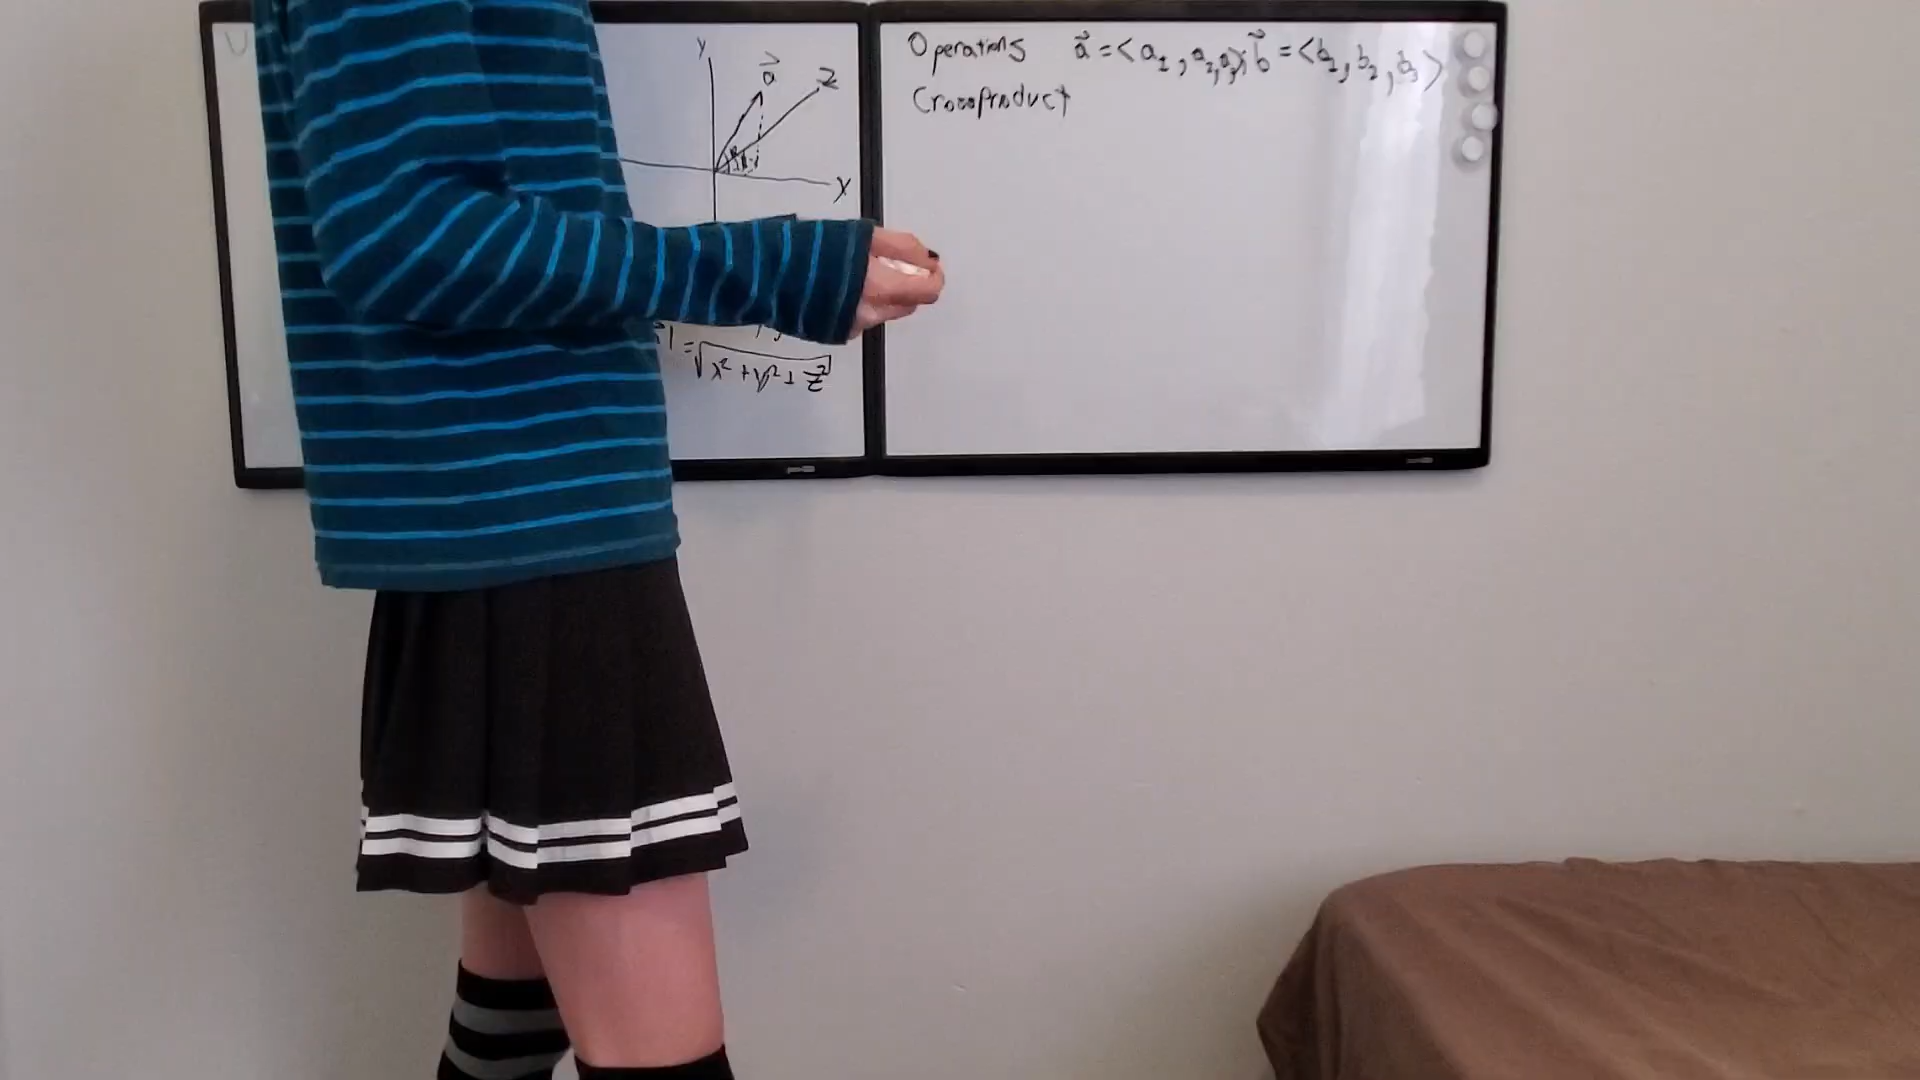 U
y
a⃗
z
x
| = √x² + y² + z²
Operations a⃗ = <a₁, a₂, a₃>; b⃗ = <b₁, b₂, b₃>
Crossproduct